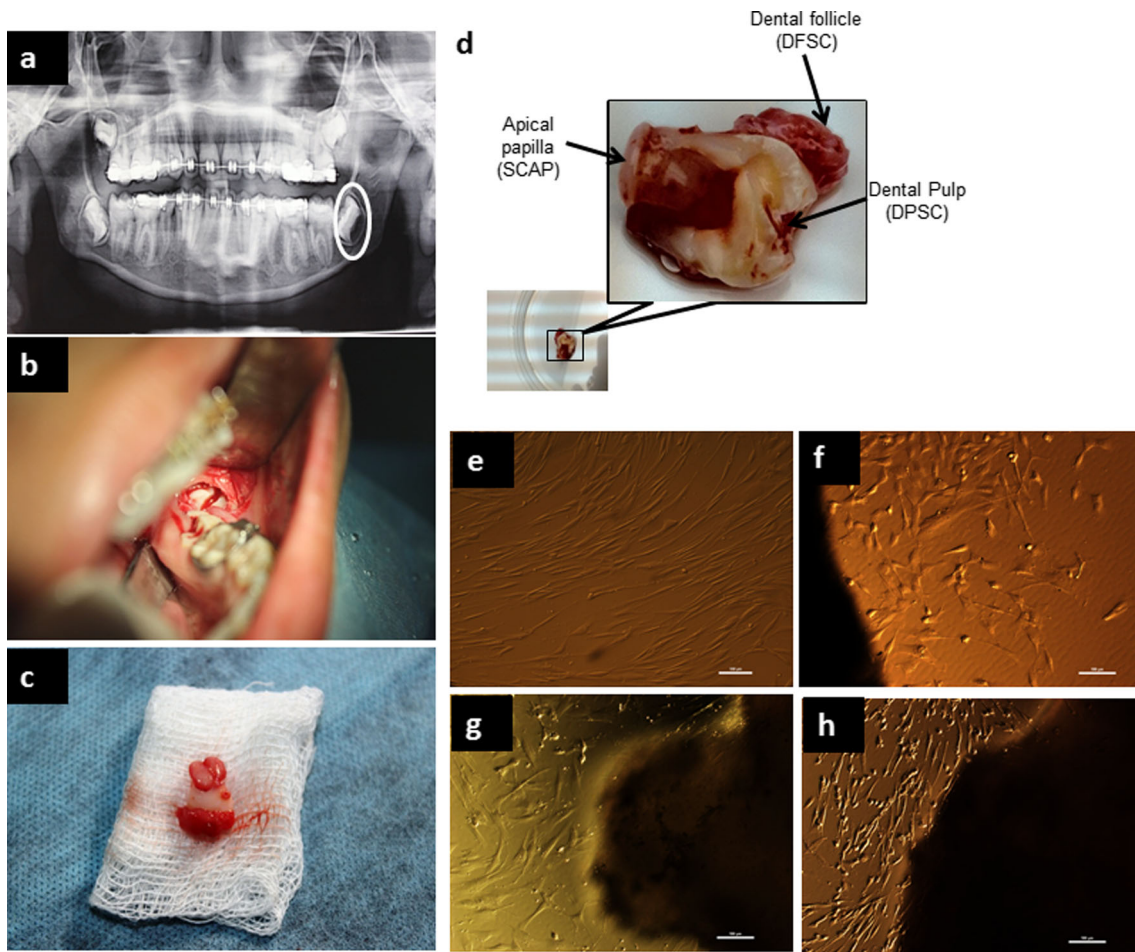 a
b
c
d
Dental follicle
(DFSC)
Apical
papilla
(SCAP)
Dental Pulp
(DPSC)
e
f
g
h